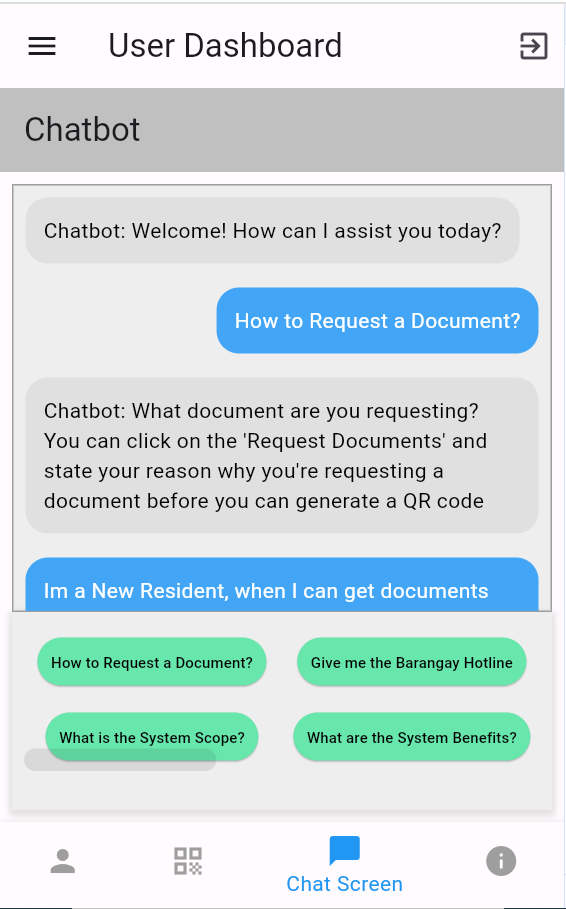 User Dashboard
Chatbot
Chatbot: Welcome! How can I assist you today?
How to Request a Document?
Chatbot: What document are you requesting?
You can click on the 'Request Documents' and
state your reason why you're requesting a
document before you can generate a QR code
Im a New Resident, when I can get documents
How to Request a Document?
Give me the Barangay Hotline
What is the System Scope?
What are the System Benefits?
Chat Screen